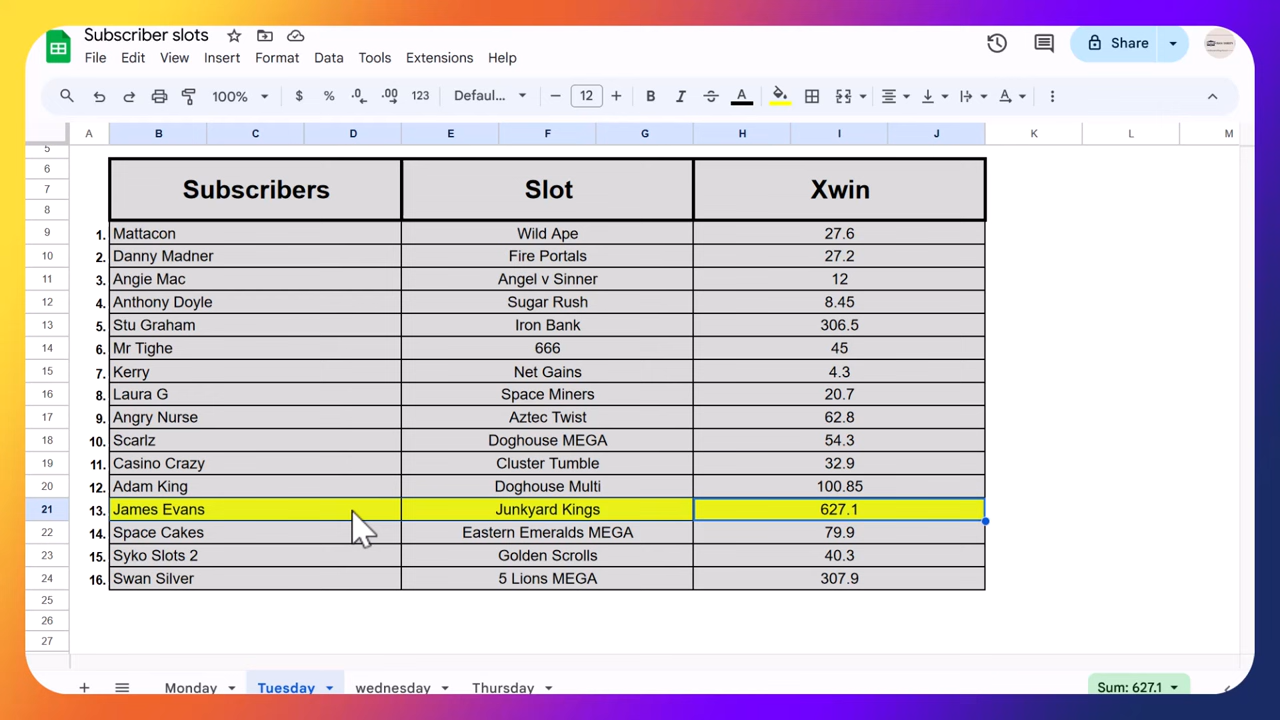 Subscriber slots
File Edit View Insert Format Data Tools Extensions Help
Share
100% $ % .0 .00 123 Defaul... − 12 + B I A
A B C D E F G H I J K L M
5
6
7 Subscribers Slot Xwin
8
9 1. Mattacon Wild Ape 27.6
10 2. Danny Madner Fire Portals 27.2
11 3. Angie Mac Angel v Sinner 12
12 4. Anthony Doyle Sugar Rush 8.45
13 5. Stu Graham Iron Bank 306.5
14 6. Mr Tighe 666 45
15 7. Kerry Net Gains 4.3
16 8. Laura G Space Miners 20.7
17 9. Angry Nurse Aztec Twist 62.8
18 10. Scarlz Doghouse MEGA 54.3
19 11. Casino Crazy Cluster Tumble 32.9
20 12. Adam King Doghouse Multi 100.85
21 13. James Evans Junkyard Kings 627.1
22 14. Space Cakes Eastern Emeralds MEGA 79.9
23 15. Syko Slots 2 Golden Scrolls 40.3
24 16. Swan Silver 5 Lions MEGA 307.9
25
26
27
+ Monday Tuesday wednesday Thursday Sum: 627.1